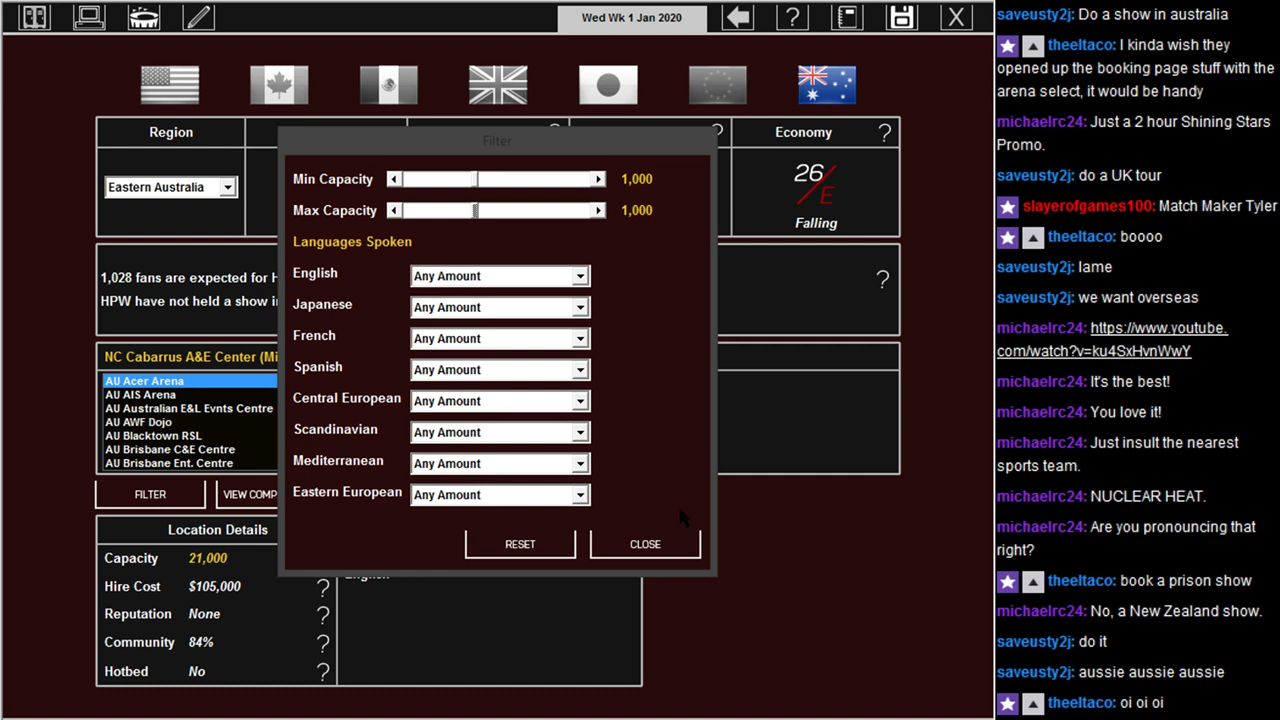 Wed Wk 1 Jan 2020
?
X
Region
?
?
Economy
?
Eastern Australia
26
E
Falling
1,028 fans are expected for H
HPW have not held a show i
?
NC Cabarrus A&E Center (Mi
AU Acer Arena
AU AIS Arena
AU Australian E&L Evnts Centre
AU AWF Dojo
AU Blacktown RSL
AU Brisbane C&E Centre
AU Brisbane Ent. Centre
FILTER
VIEW COMP
Location Details
Capacity 21,000
Hire Cost $105,000 ?
Reputation None ?
Community 84% ?
Hotbed No ?
English
Filter
Min Capacity 1,000
Max Capacity 1,000
Languages Spoken
English Any Amount
Japanese Any Amount
French Any Amount
Spanish Any Amount
Central European Any Amount
Scandinavian Any Amount
Mediterranean Any Amount
Eastern European Any Amount
RESET
CLOSE
saveusty2j: Do a show in australia
theeltaco: I kinda wish they
opened up the booking page stuff with the
arena select, it would be handy
michaelrc24: Just a 2 hour Shining Stars
Promo.
saveusty2j: do a UK tour
slayerofgames100: Match Maker Tyler
theeltaco: boooo
saveusty2j: lame
saveusty2j: we want overseas
michaelrc24: https://www.youtube.
com/watch?v=ku4SxHvnWwY
michaelrc24: It's the best!
michaelrc24: You love it!
michaelrc24: Just insult the nearest
sports team.
michaelrc24: NUCLEAR HEAT.
michaelrc24: Are you pronouncing that
right?
theeltaco: book a prison show
michaelrc24: No, a New Zealand show.
saveusty2j: do it
saveusty2j: aussie aussie aussie
theeltaco: oi oi oi